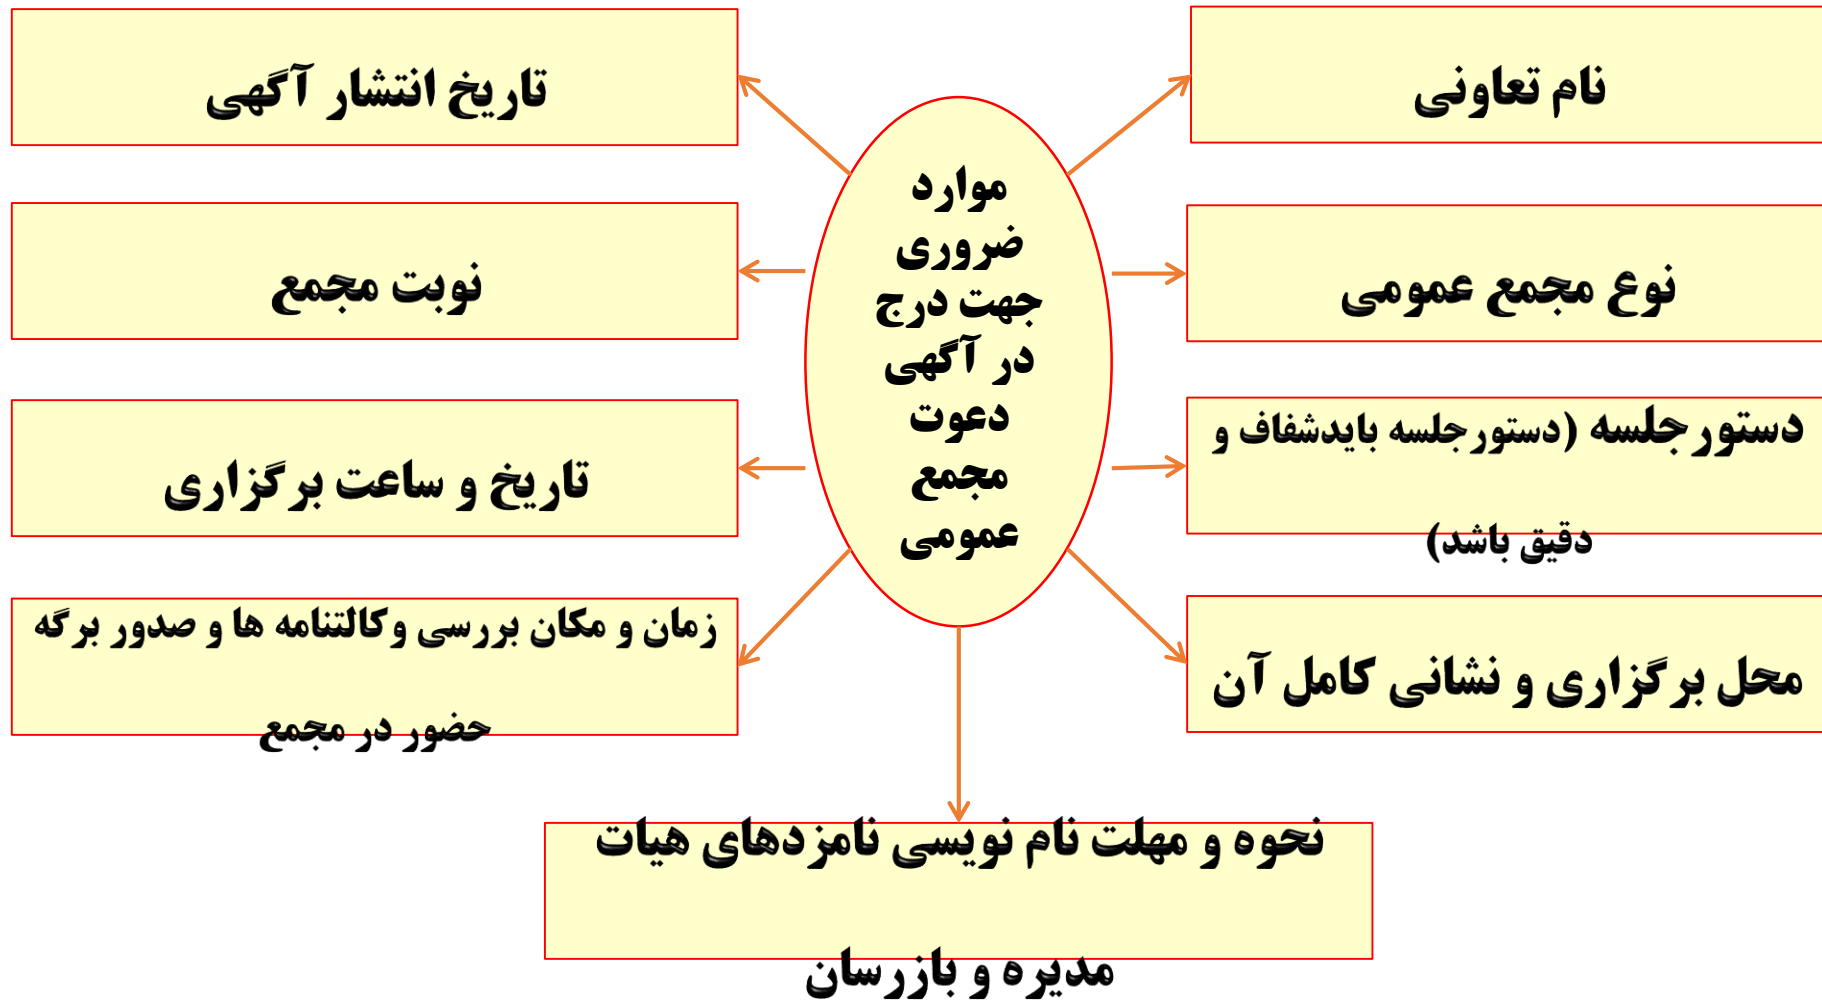 نام تعاونی
تاریخ انتشار آگهی
موارد
ضروری
جهت درج
در آگهی
دعوت
مجمع
عمومی
نوع مجمع عمومی
نوبت مجمع
دستورجلسه (دستورجلسه بایدشفاف و
دقیق باشد)
تاریخ و ساعت برگزاری
محل برگزاری و نشانی کامل آن
زمان و مکان بررسی وکالتنامه ها و صدور برگه
حضور در مجمع
نحوه و مهلت نام نویسی نامزدهای هیات
مدیره و بازرسان